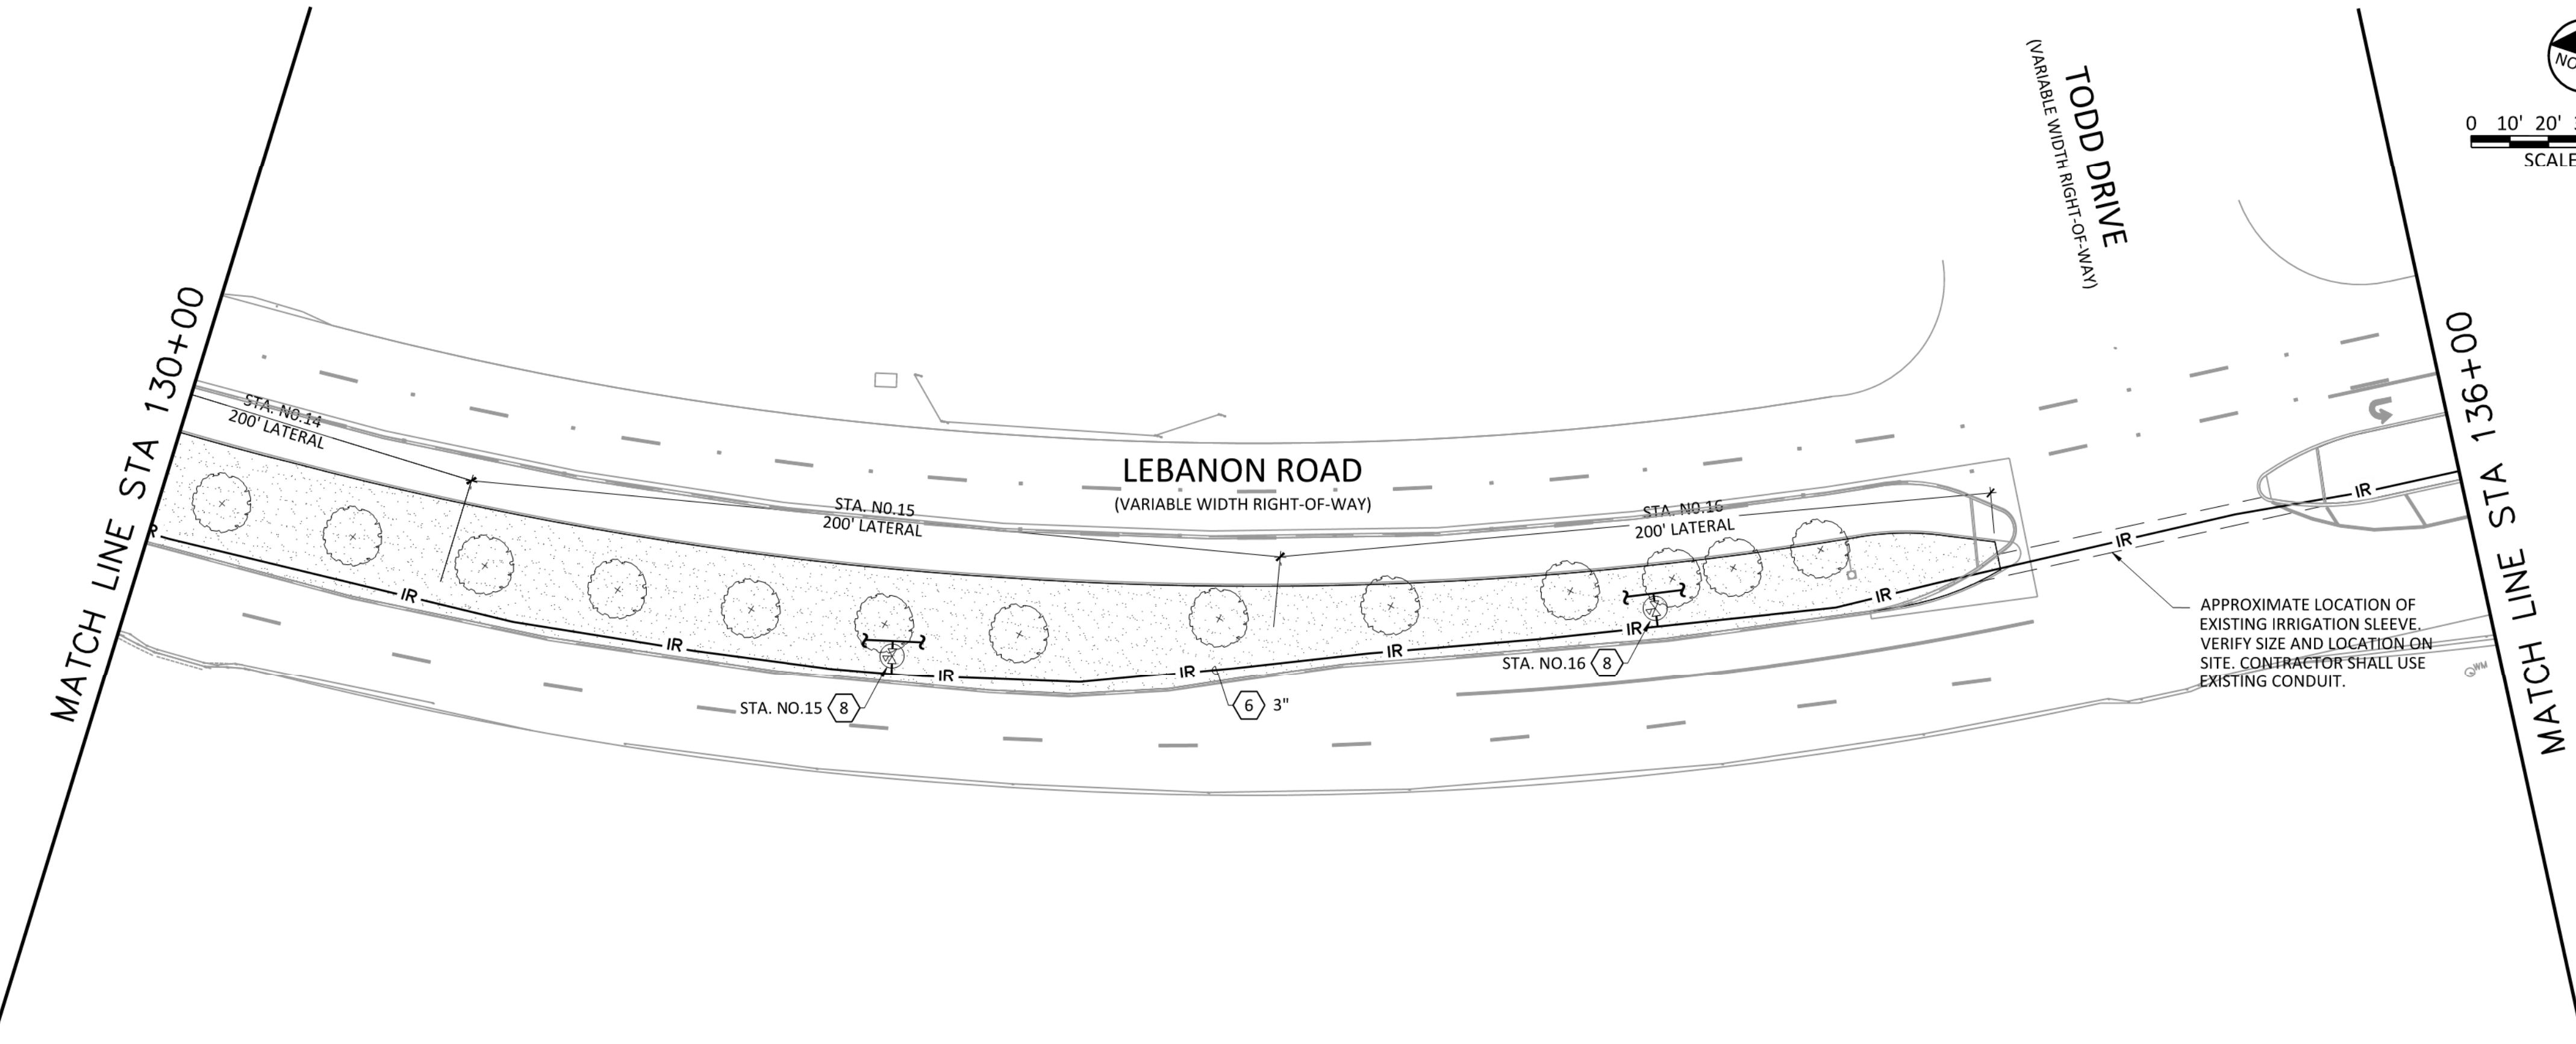 MATCH LINE STA 130+00
STA. N0.14
200' LATERAL
STA. N0.15
200' LATERAL
LEBANON ROAD
(VARIABLE WIDTH RIGHT-OF-WAY)
STA. N0.16
200' LATERAL
TODD DRIVE
(VARIABLE WIDTH RIGHT-OF-WAY)
0 10' 20'
SCALE
MATCH LINE STA 136+00
IR
IR
IR
IR
IR
IR
IR
IR
IR
STA. NO.15 8
6 3"
STA. NO.16 8
APPROXIMATE LOCATION OF
EXISTING IRRIGATION SLEEVE.
VERIFY SIZE AND LOCATION ON
SITE. CONTRACTOR SHALL USE
EXISTING CONDUIT.
WM